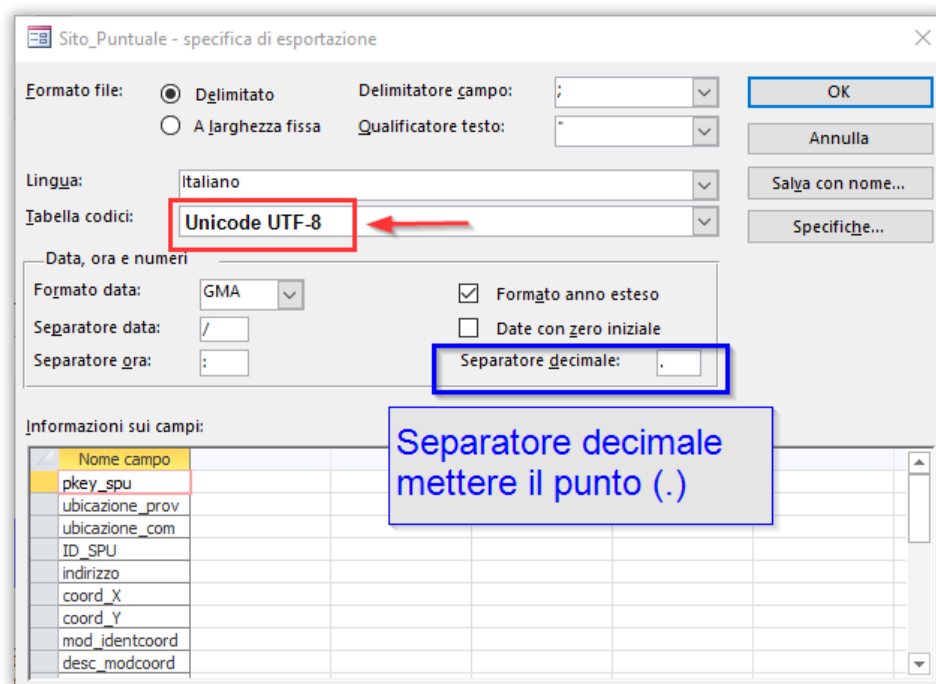 Sito_Puntuale - specifica di esportazione
Formato file:
Delimitato
A larghezza fissa
Delimitatore campo:
;
Qualificatore testo:
"
OK
Annulla
Salva con nome...
Specifiche...
Lingua:
Italiano
Tabella codici:
Unicode UTF-8
Data, ora e numeri
Formato data:
GMA
Separatore data:
/
Separatore ora:
:
Formato anno esteso
Date con zero iniziale
Separatore decimale:
.
Separatore decimale
mettere il punto (.)
Informazioni sui campi:
Nome campo
pkey_spu
ubicazione_prov
ubicazione_com
ID_SPU
indirizzo
coord_X
coord_Y
mod_identcoord
desc_modcoord